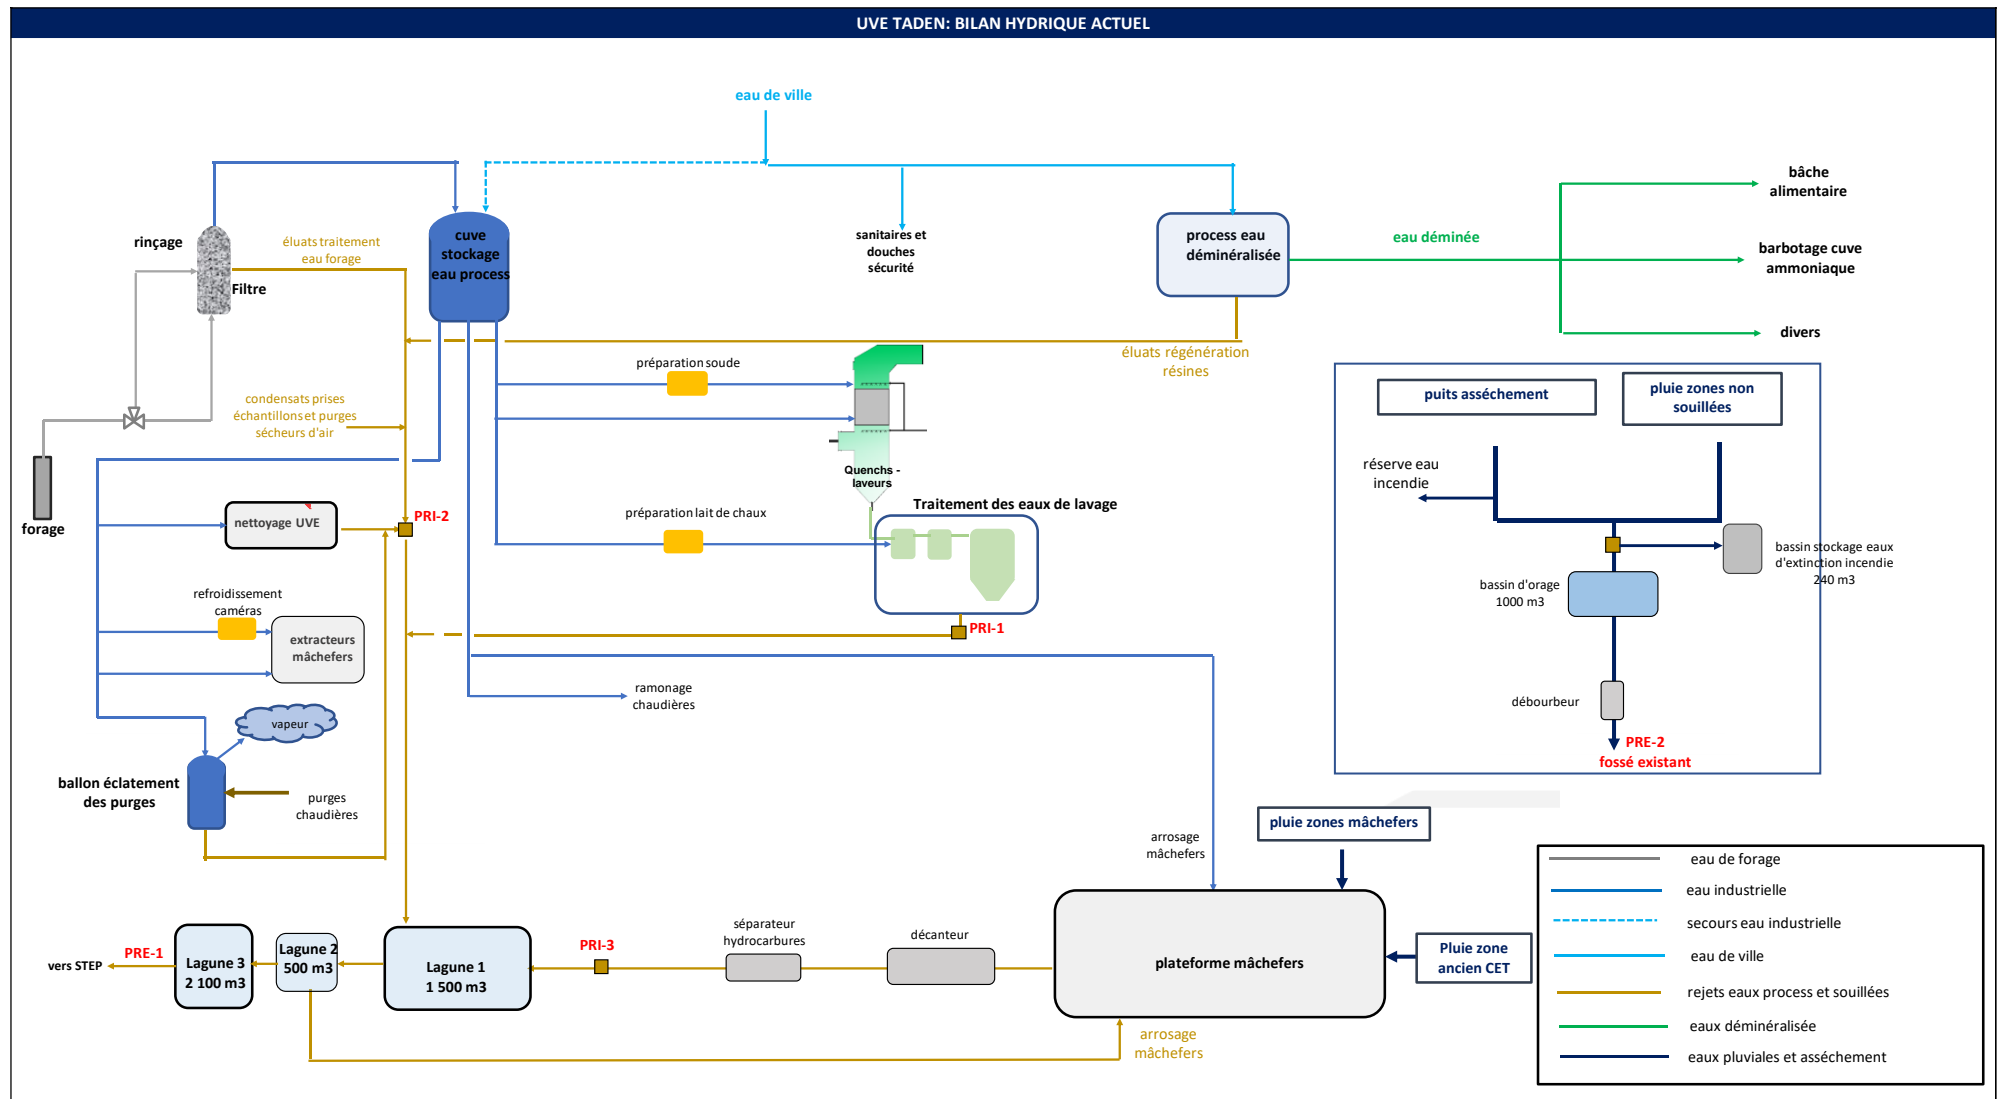 UVE TADEN: BILAN HYDRIQUE ACTUEL
eau de ville
rinçage
Filtre
éluats traitement
eau forage
cuve
stockage
eau process
sanitaires et
douches
sécurité
process eau
déminéralisée
eau déminée
bâche
alimentaire
barbotage cuve
ammoniaque
divers
éluats régénération
résines
condensats prises
échantillons et purges
sécheurs d'air
préparation soude
Quenchs -
laveurs
Traitement des eaux de lavage
préparation lait de chaux
PRI-1
forage
nettoyage UVE
PRI-2
refroidissement
caméras
extracteurs
mâchefers
ramonage
chaudières
vapeur
ballon éclatement
des purges
purges
chaudières
puits asséchement
pluie zones non
souillées
réserve eau
incendie
bassin stockage eaux
d'extinction incendie
240 m3
bassin d'orage
1000 m3
débourbeur
PRE-2
fossé existant
pluie zones mâchefers
arrosage
mâchefers
plateforme mâchefers
Pluie zone
ancien CET
décanteur
séparateur
hydrocarbures
PRI-3
Lagune 1
1 500 m3
Lagune 2
500 m3
Lagune 3
2 100 m3
PRE-1
vers STEP
arrosage
mâchefers
eau de forage
eau industrielle
secours eau industrielle
eau de ville
rejets eaux process et souillées
eaux déminéralisée
eaux pluviales et asséchement